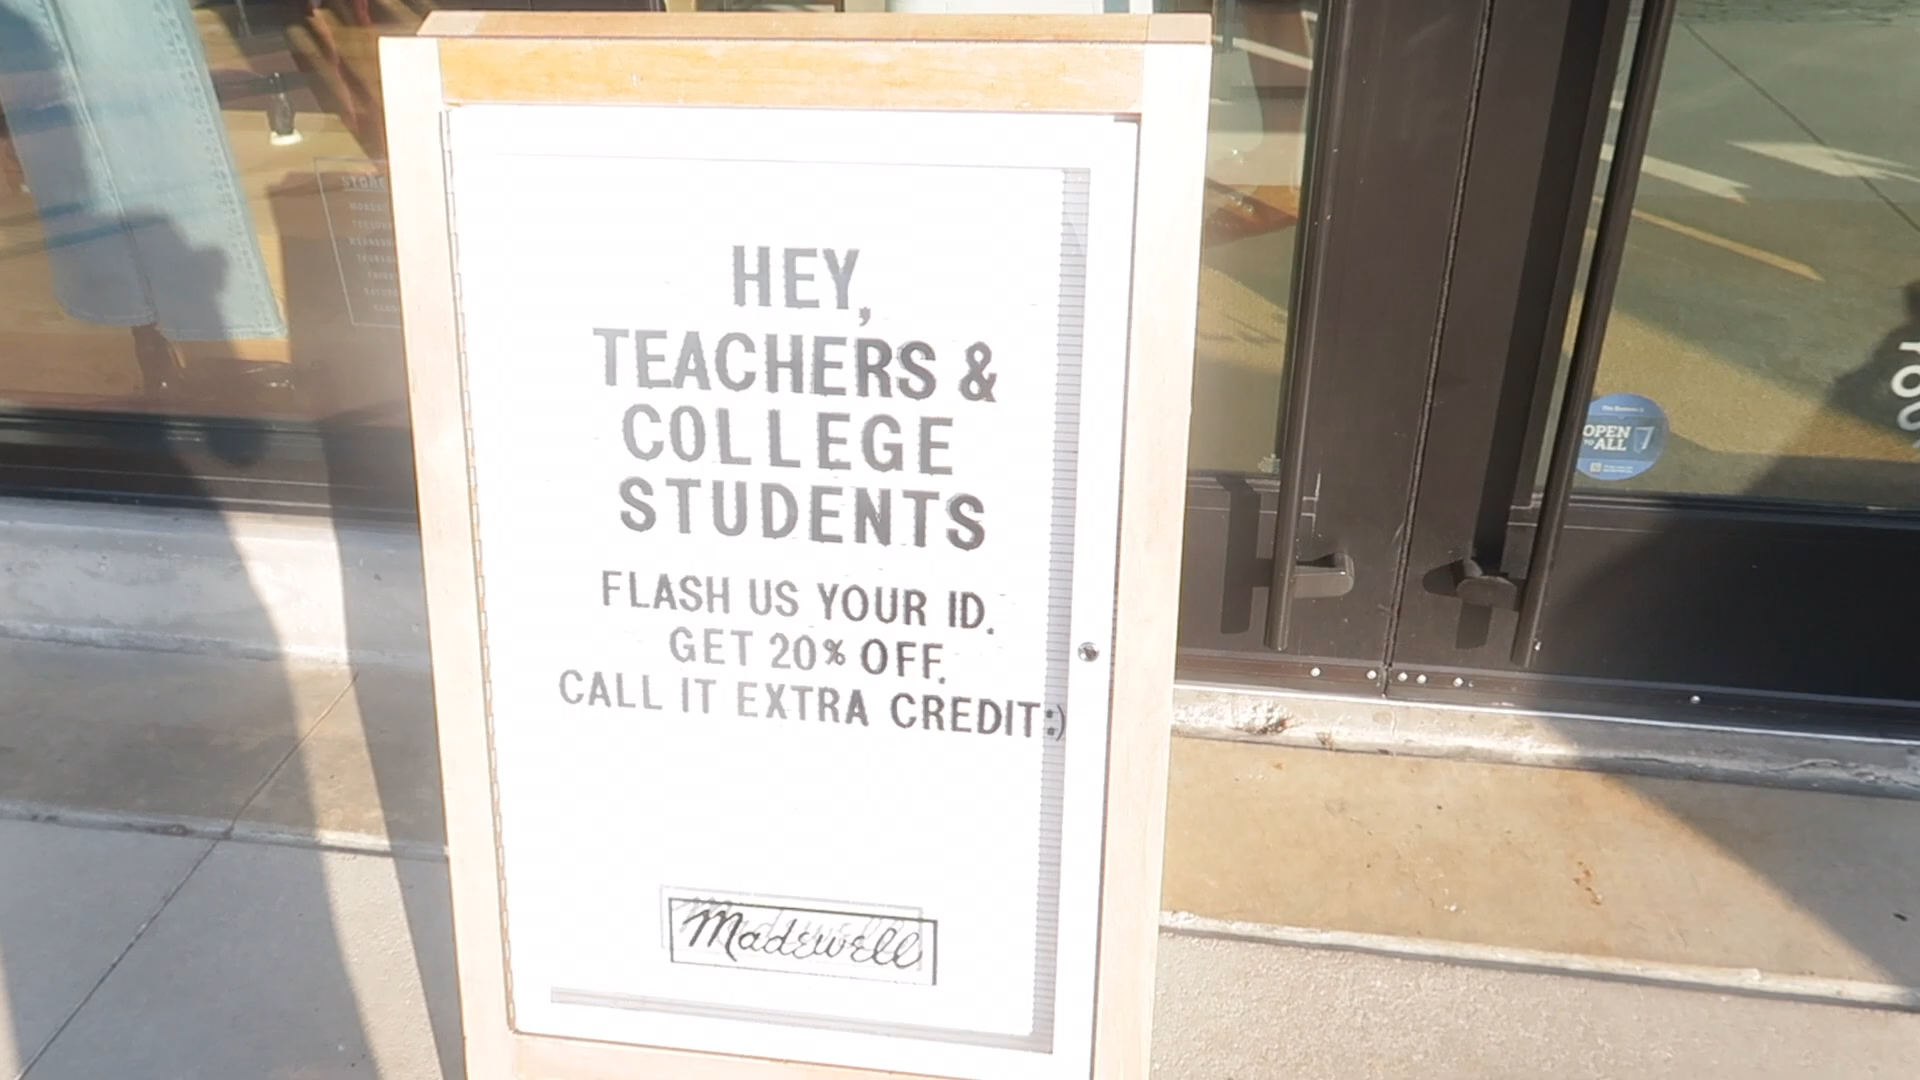 HEY,
TEACHERS &
COLLEGE
STUDENTS
FLASH US YOUR ID.
GET 20% OFF.
CALL IT EXTRA CREDIT:)
Madewell
OPEN
TO ALL